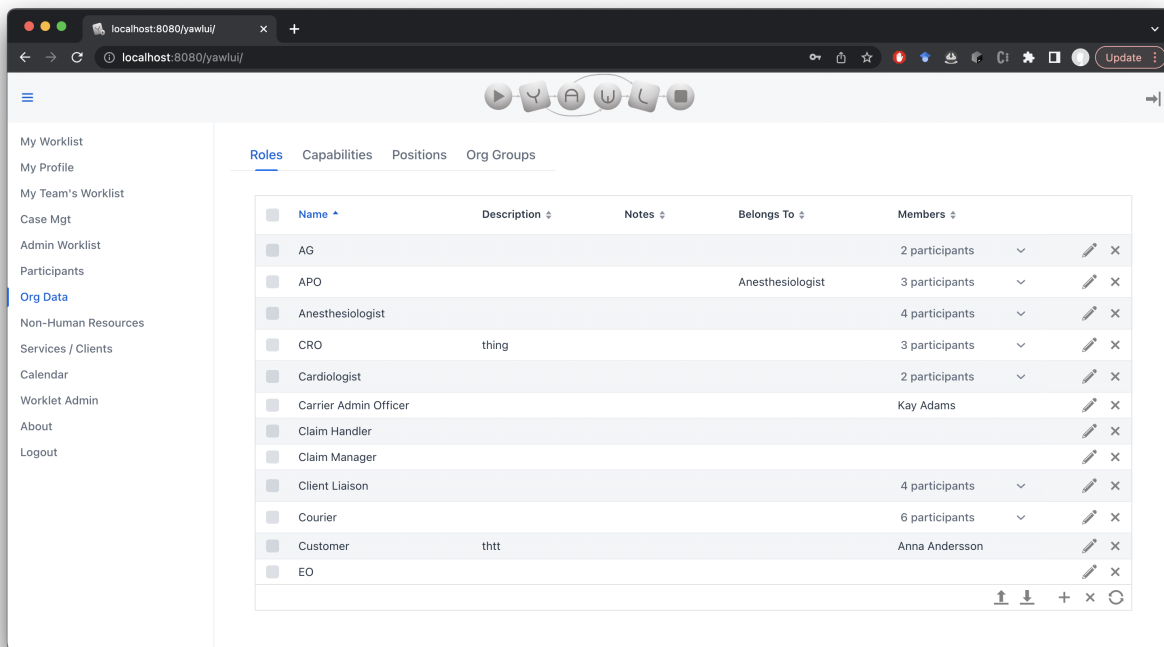 localhost:8080/yawlui/
localhost:8080/yawlui/
Update
Y A W L
My Worklist
My Profile
My Team's Worklist
Case Mgt
Admin Worklist
Participants
Org Data
Non-Human Resources
Services / Clients
Calendar
Worklet Admin
About
Logout
Roles Capabilities Positions Org Groups
Name Description Notes Belongs To Members
AG 2 participants
APO Anesthesiologist 3 participants
Anesthesiologist 4 participants
CRO thing 3 participants
Cardiologist 2 participants
Carrier Admin Officer Kay Adams
Claim Handler
Claim Manager
Client Liaison 4 participants
Courier 6 participants
Customer thtt Anna Andersson
EO